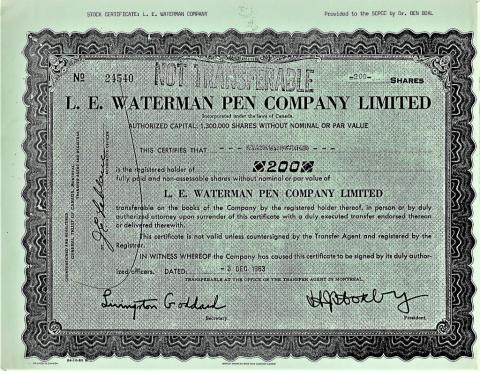 STOCK CERTIFICATE: L. E. WATERMAN COMPANY
Provided to the SCPCC by Dr. BEN BOHL
No 24540
NOT TRANSFERABLE
-200- SHARES
L. E. WATERMAN PEN COMPANY LIMITED
Incorporated under the laws of Canada.
AUTHORIZED CAPITAL: 1,300,000 SHARES WITHOUT NOMINAL OR PAR VALUE
THIS CERTIFIES THAT
is the registered holder of 200
fully paid and non-assessable shares without nominal or par value of
L. E. WATERMAN PEN COMPANY LIMITED
transferable on the books of the Company by the registered holder thereof, in person or by duly
authorized attorney upon surrender of this certificate with a duly executed transfer endorsed thereon
or delivered therewith.
This certificate is not valid unless countersigned by the Transfer Agent and registered by the
Registrar.
IN WITNESS WHEREOF the Company has caused this certificate to be signed by its duly author-
ized officers. DATED: DEC 1963
TRANSFERABLE AT THE OFFICE OF THE TRANSFER AGENT IN MONTREAL.
Livingston Goddard
Secretary.
President.